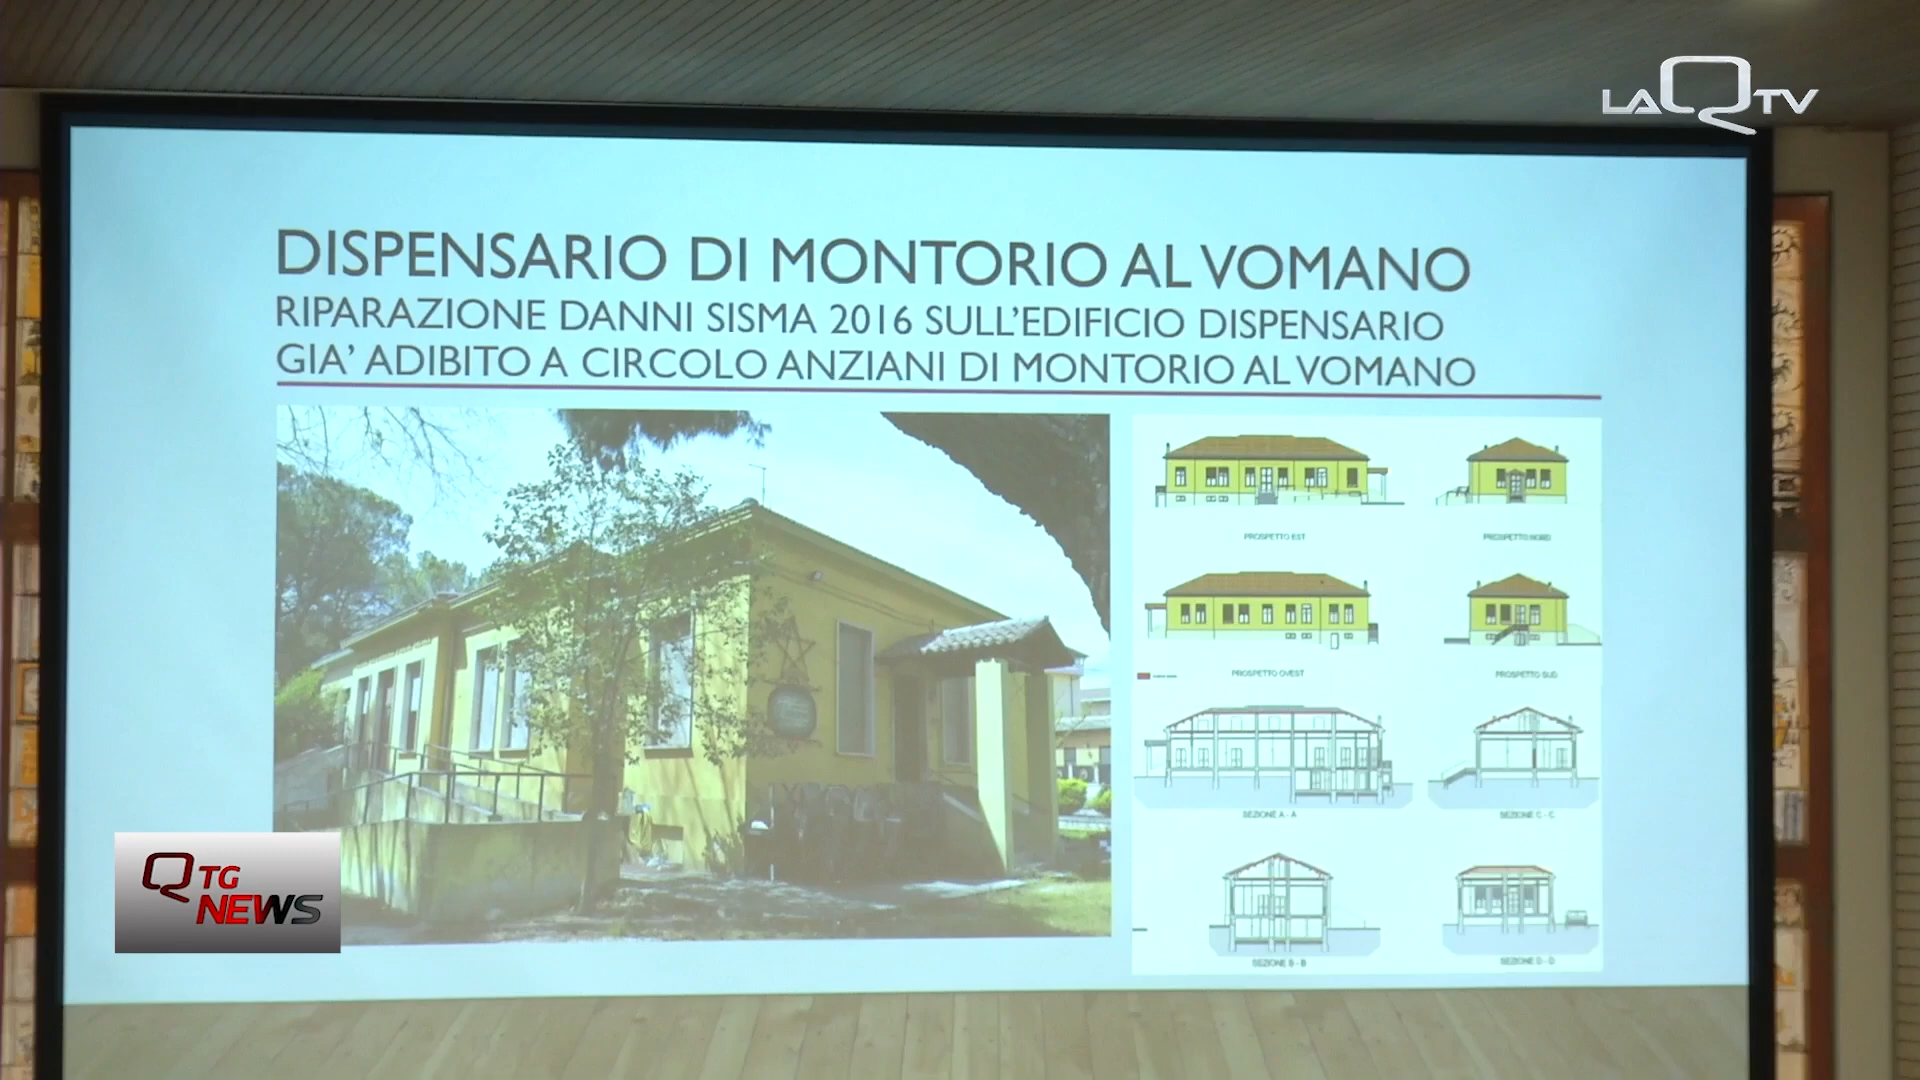 LAQTV
DISPENSARIO DI MONTORIO AL VOMANO
RIPARAZIONE DANNI SISMA 2016 SULL'EDIFICIO DISPENSARIO
GIA' ADIBITO A CIRCOLO ANZIANI DI MONTORIO AL VOMANO
PROSPETTO EST
PROSPETTO NORD
PROSPETTO OVEST
PROSPETTO SUD
SEZIONE A - A
SEZIONE C - C
SEZIONE B - B
SEZIONE D - D
Q TG
NEWS